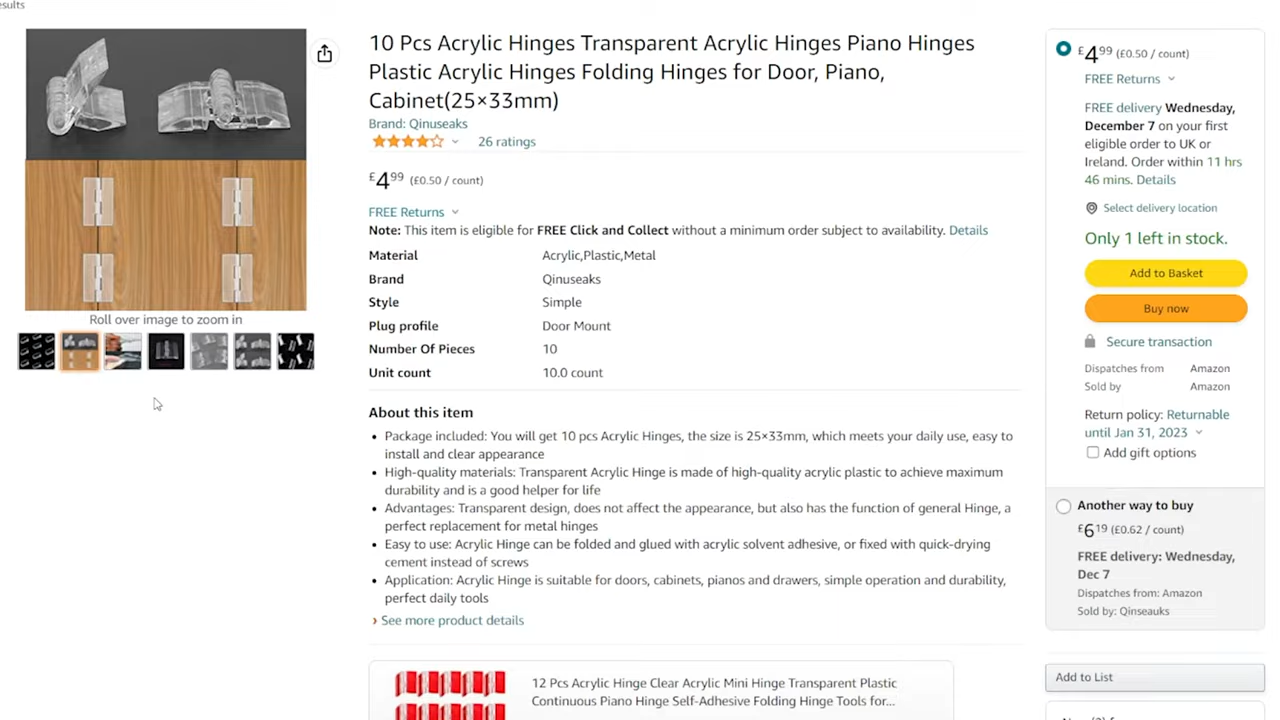 esults
10 Pcs Acrylic Hinges Transparent Acrylic Hinges Piano Hinges
Plastic Acrylic Hinges Folding Hinges for Door, Piano,
Cabinet(25×33mm)
Brand: Qinuseaks
26 ratings
£4.99 (£0.50 / count)
FREE Returns
Note: This item is eligible for FREE Click and Collect without a minimum order subject to availability. Details
Material Acrylic,Plastic,Metal
Brand Qinuseaks
Style Simple
Plug profile Door Mount
Number Of Pieces 10
Unit count 10.0 count
About this item
• Package included: You will get 10 pcs Acrylic Hinges, the size is 25×33mm, which meets your daily use, easy to
install and clear appearance
• High-quality materials: Transparent Acrylic Hinge is made of high-quality acrylic plastic to achieve maximum
durability and is a good helper for life
• Advantages: Transparent design, does not affect the appearance, but also has the function of general Hinge, a
perfect replacement for metal hinges
• Easy to use: Acrylic Hinge can be folded and glued with acrylic solvent adhesive, or fixed with quick-drying
cement instead of screws
• Application: Acrylic Hinge is suitable for doors, cabinets, pianos and drawers, simple operation and durability,
perfect daily tools
› See more product details
12 Pcs Acrylic Hinge Clear Acrylic Mini Hinge Transparent Plastic
Continuous Piano Hinge Self-Adhesive Folding Hinge Tools for...
Roll over image to zoom in
£4.99 (£0.50 / count)
FREE Returns
FREE delivery Wednesday,
December 7 on your first
eligible order to UK or
Ireland. Order within 11 hrs
46 mins. Details
Select delivery location
Only 1 left in stock.
Add to Basket
Buy now
Secure transaction
Dispatches from Amazon
Sold by Amazon
Return policy: Returnable
until Jan 31, 2023
Add gift options
Another way to buy
£6.19 (£0.62 / count)
FREE delivery: Wednesday,
Dec 7
Dispatches from: Amazon
Sold by: Qinseauks
Add to List